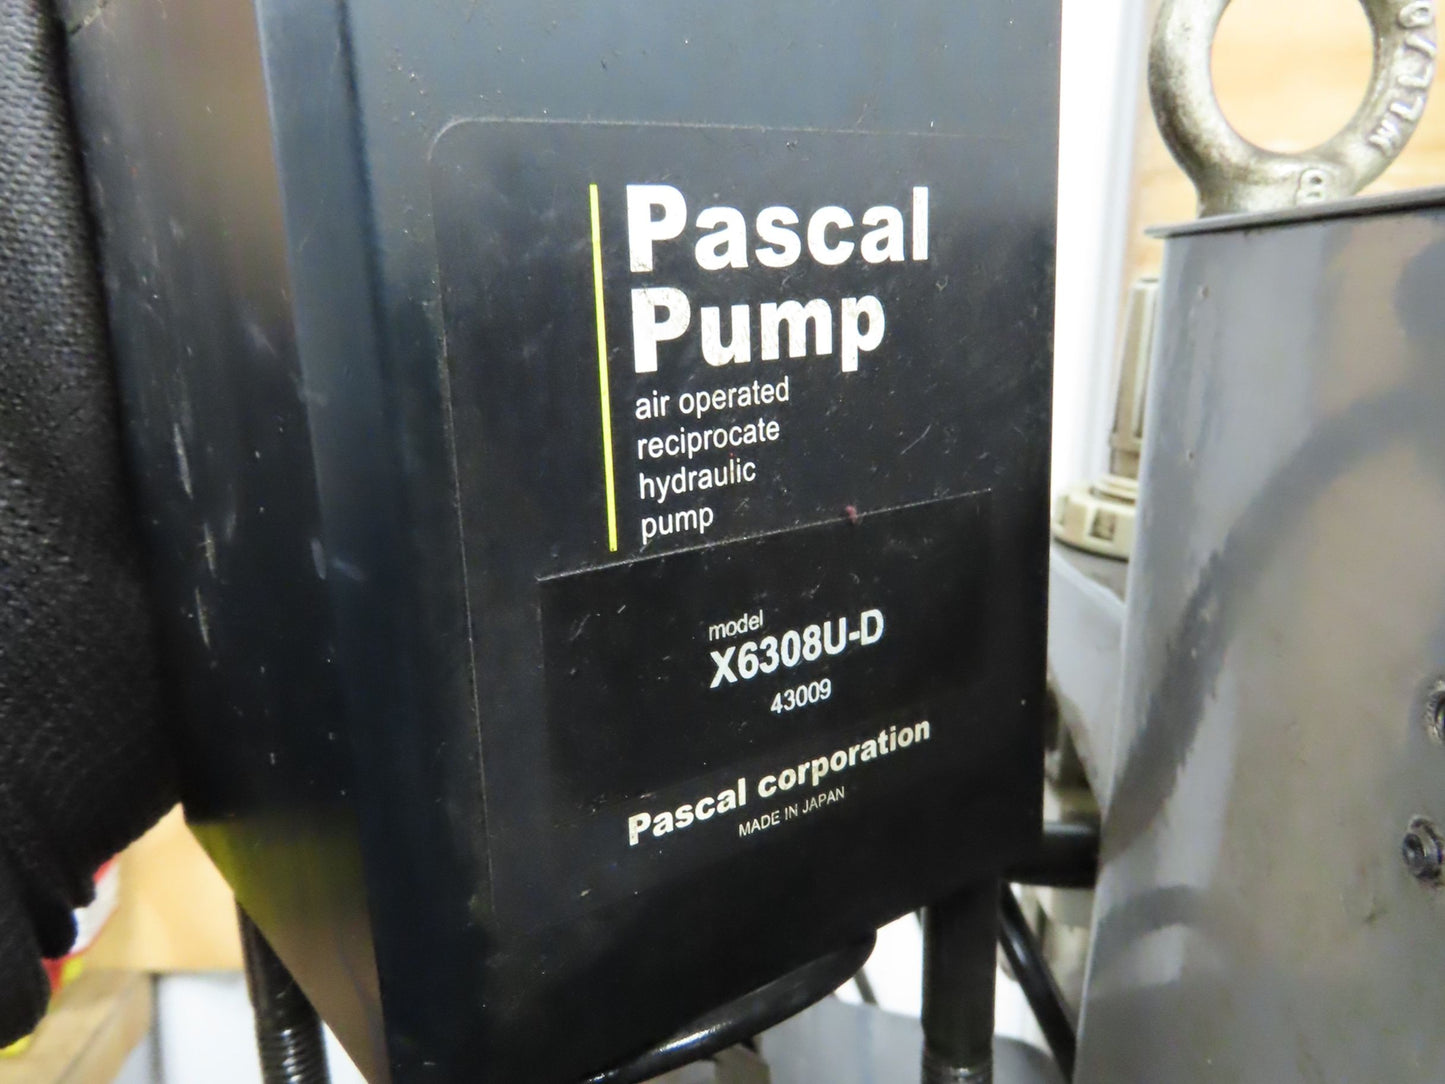 Pascal
Pump
air operated
reciprocate
hydraulic
pump
model
X6308U-D
43009
Pascal corporation
MADE IN JAPAN